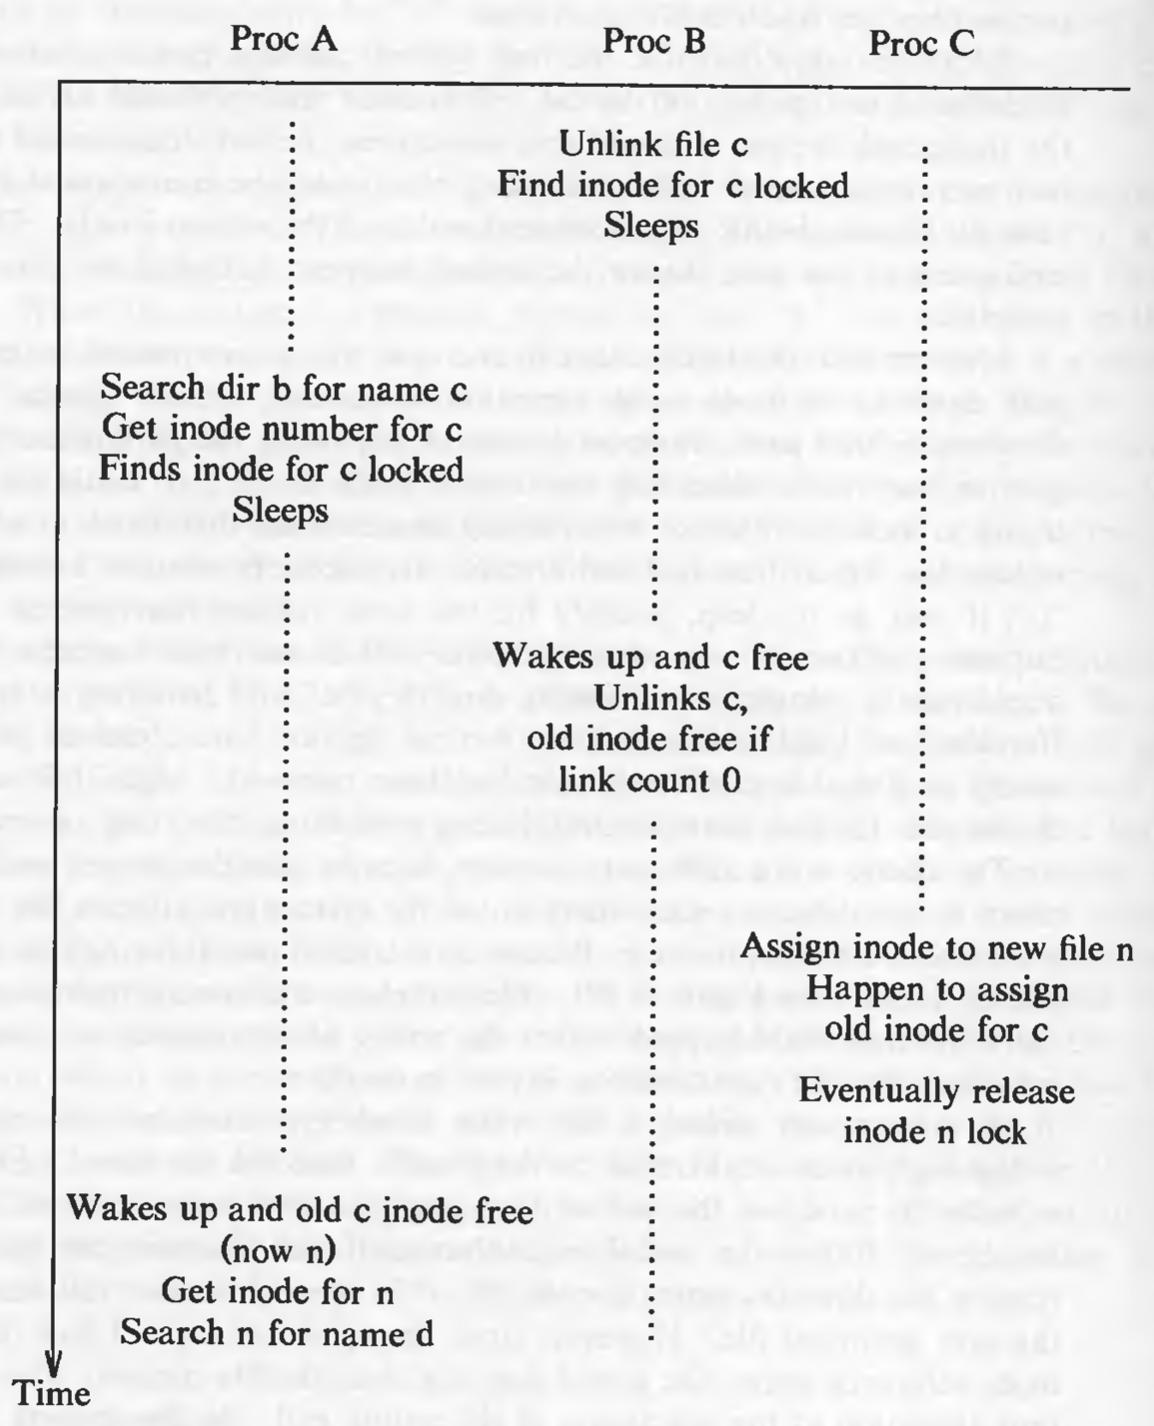 Proc A Proc B Proc C
Unlink file c
Find inode for c locked
Sleeps
Search dir b for name c
Get inode number for c
Finds inode for c locked
Sleeps
Wakes up and c free
Unlinks c,
old inode free if
link count 0
Assign inode to new file n
Happen to assign
old inode for c
Eventually release
inode n lock
Wakes up and old c inode free
(now n)
Get inode for n
Search n for name d
Time